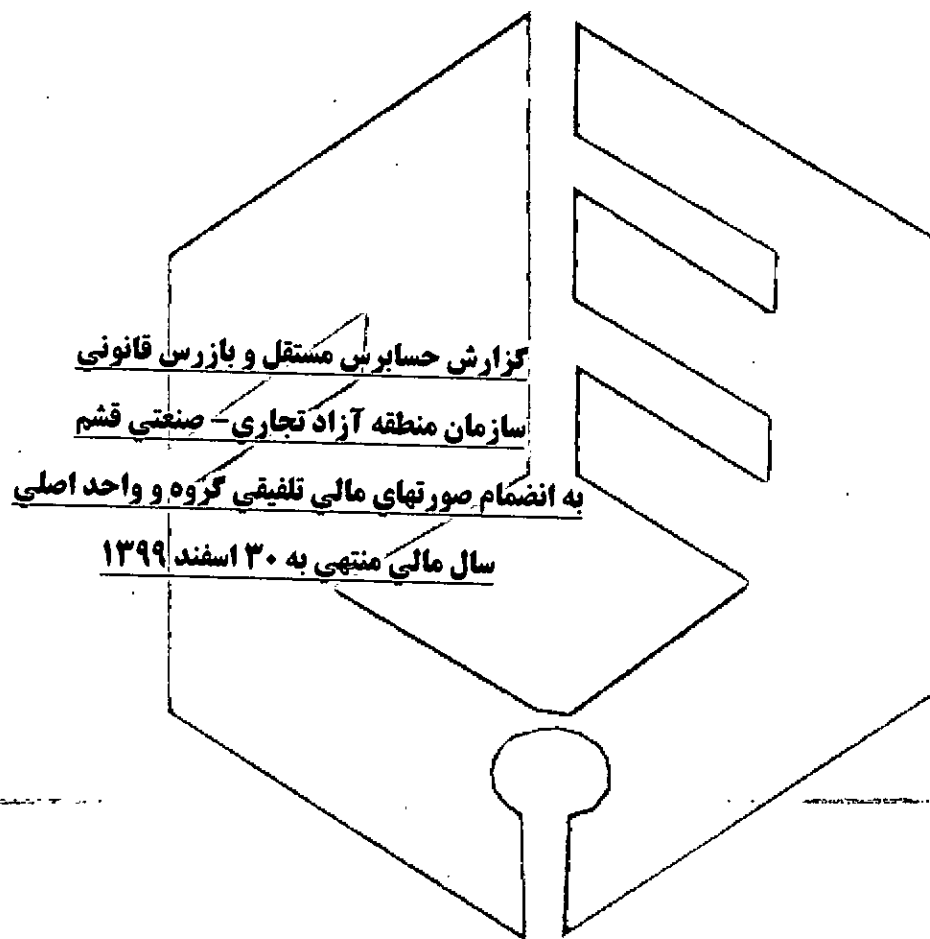 گزارش حسابرس مستقل و بازرس قانوني
سازمان منطقه آزاد تجاري- صنعتي قشم
به انضمام صورتهاي مالي تلفيقي گروه و واحد اصلي
سال مالي منتهي به ۳۰ اسفند ۱۳۹۹